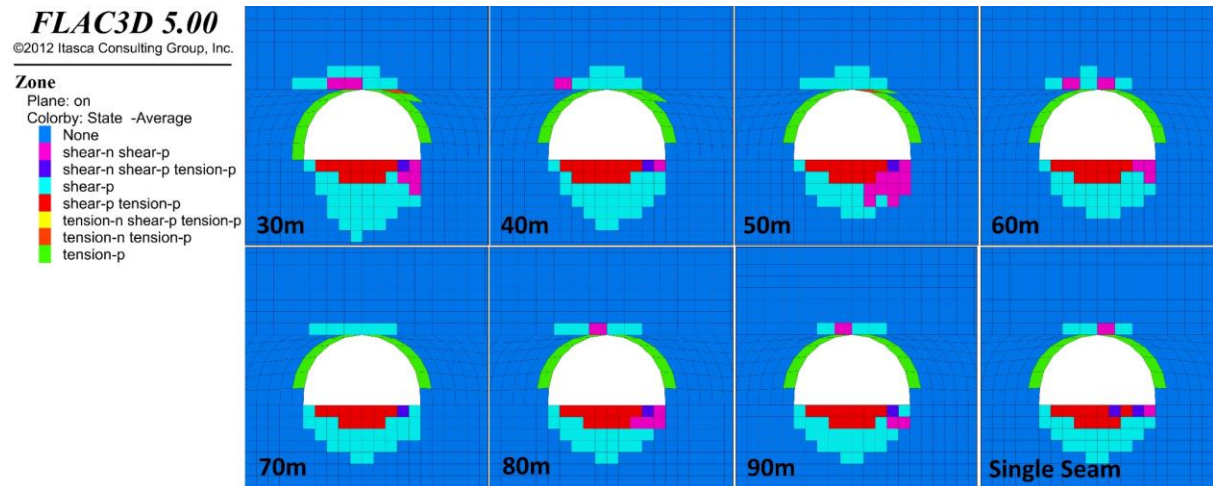 FLAC3D 5.00
©2012 Itasca Consulting Group, Inc.
Zone
Plane: on
Colorby: State -Average
None
shear-n shear-p
shear-n shear-p tension-p
shear-p
shear-p tension-p
tension-n shear-p tension-p
tension-n tension-p
tension-p
30m
40m
50m
60m
70m
80m
90m
Single Seam